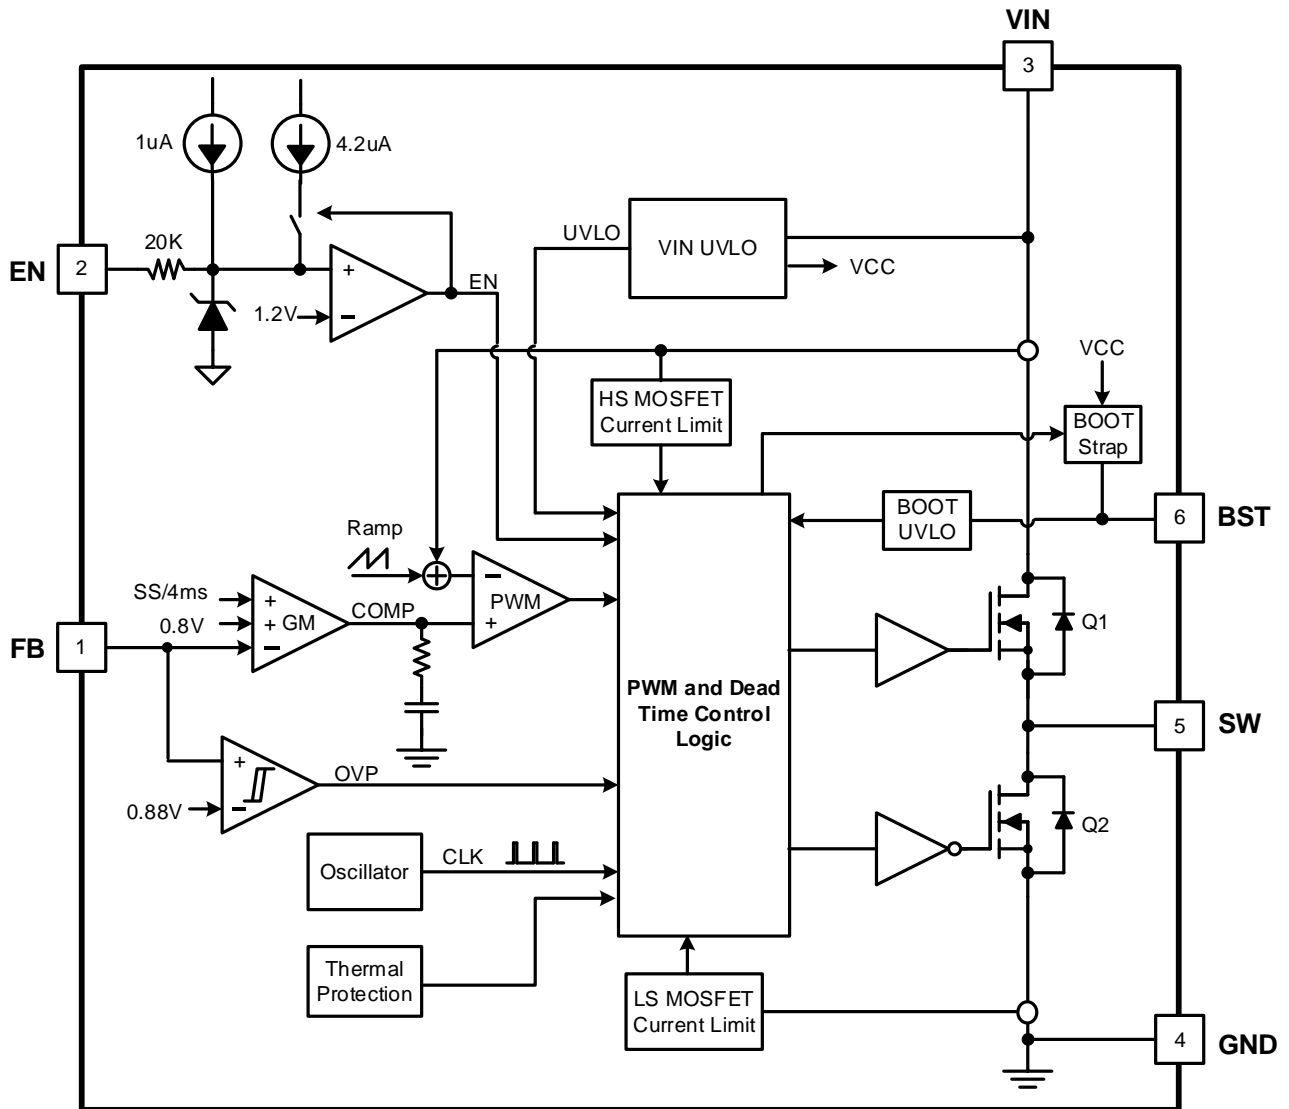 VIN
3
1uA
4.2uA
20K
EN
2
+
−
1.2V
EN
UVLO
VIN UVLO
VCC
VCC
HS MOSFET
Current Limit
BOOT
Strap
BOOT
UVLO
6
BST
Ramp
+
−
PWM
+
SS/4ms
+
0.8V
+
GM
−
COMP
FB
1
Q1
PWM and Dead
Time Control
Logic
5
SW
+
−
0.88V
OVP
Q2
Oscillator
CLK
Thermal
Protection
LS MOSFET
Current Limit
4
GND